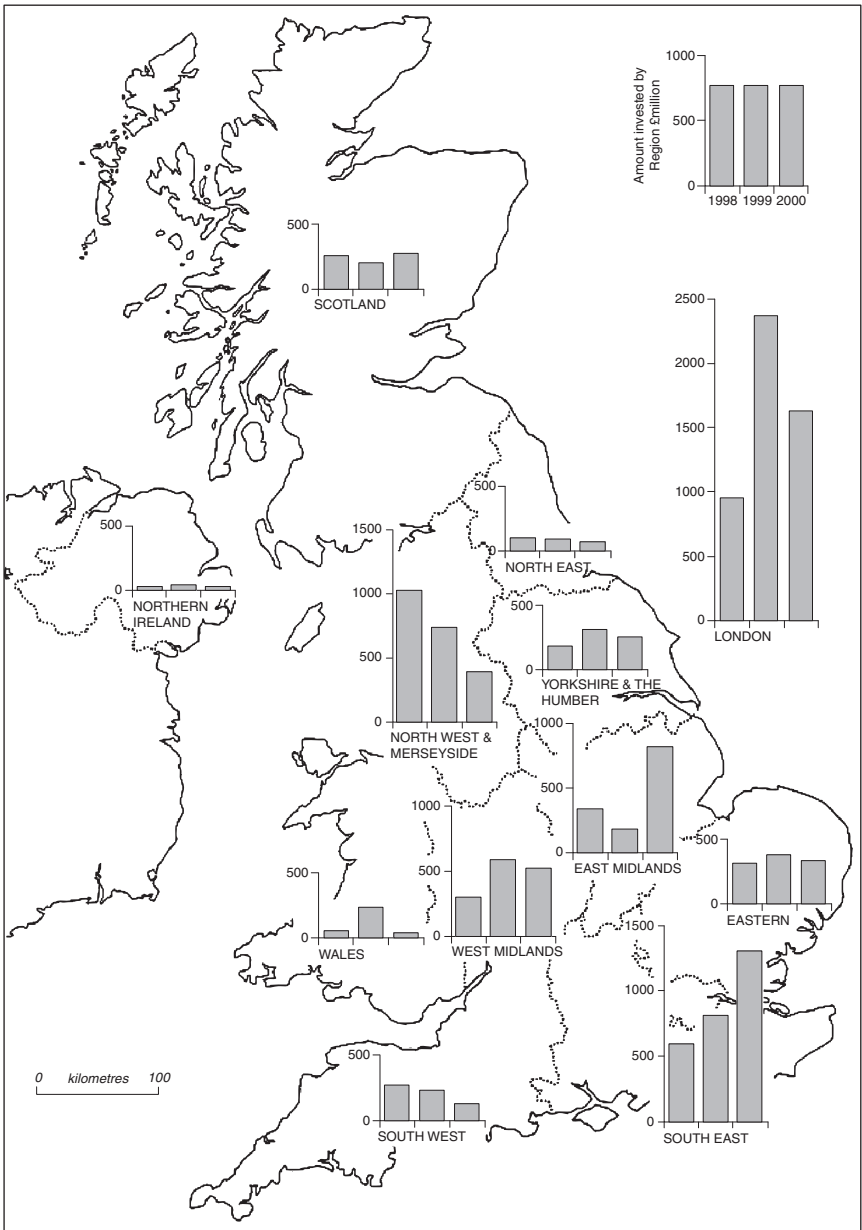 1000
500
0
Amount invested by
Region £million
1998 1999 2000
500
0
SCOTLAND
2500
2000
1500
1000
500
0
LONDON
500
0
NORTH EAST
500
0
NORTHERN
IRELAND
1500
1000
500
0
NORTH WEST &
MERSEYSIDE
500
0
YORKSHIRE & THE
HUMBER
1000
500
0
EAST MIDLANDS
1000
500
0
WEST MIDLANDS
500
0
EASTERN
500
0
WALES
1500
1000
500
0
SOUTH EAST
500
0
SOUTH WEST
0 kilometres 100